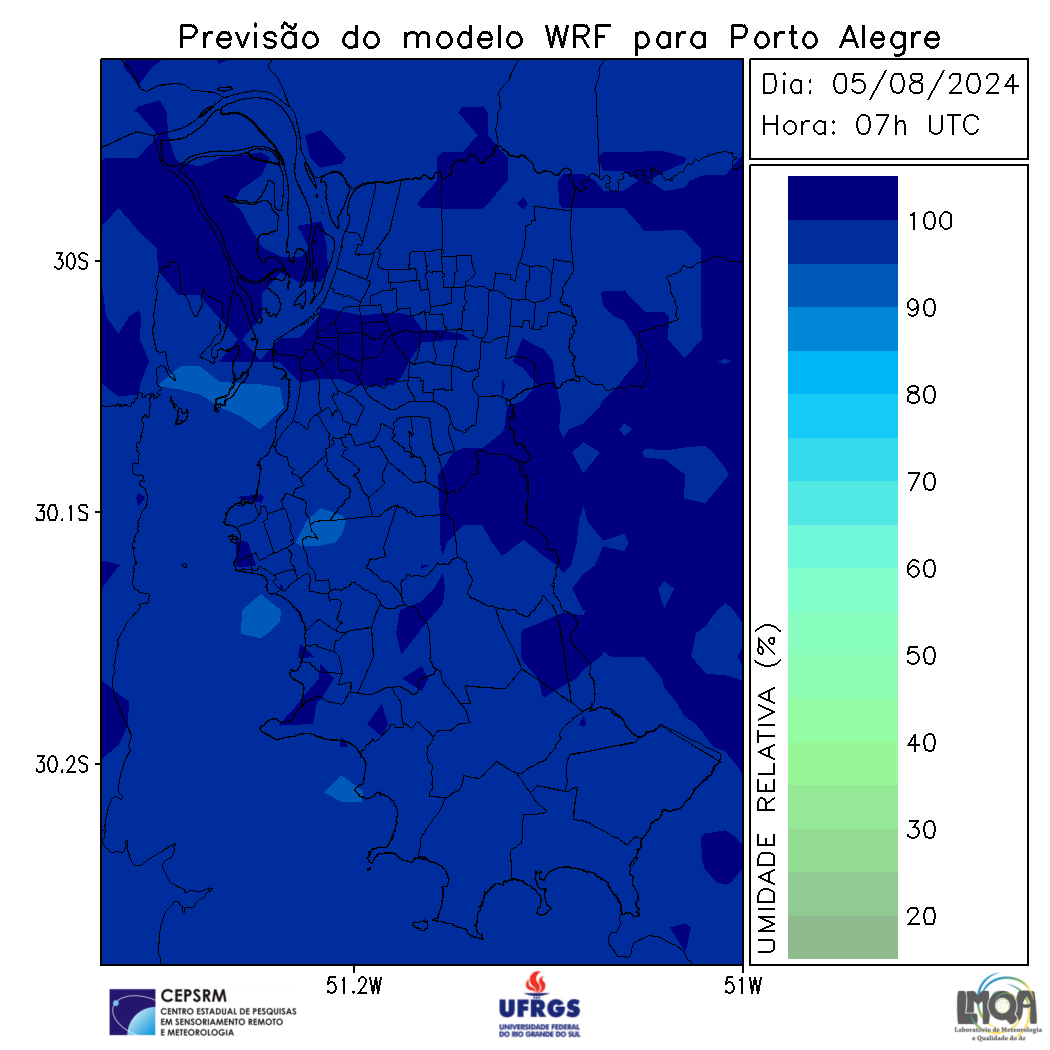 Previsão do modelo WRF para Porto Alegre
Dia: 05/08/2024
Hora: 07h UTC
30S
30.1S
30.2S
51.2W
51W
UMIDADE RELATIVA (%)
100
90
80
70
60
50
40
30
20
CEPSRM
CENTRO ESTADUAL DE PESQUISAS
EM SENSORIAMENTO REMOTO
E METEOROLOGIA
UFRGS
UNIVERSIDADE FEDERAL
DO RIO GRANDE DO SUL
LMQA
Laboratório de Meteorologia
e Qualidade do Ar